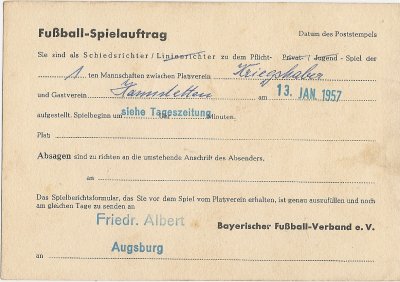 Fußball-Spielauftrag Datum des Poststempels
Sie sind als Schiedsrichter / Linienrichter zu dem Pflicht- Privat- / Jugend - Spiel der
1 ten Mannschaften zwischen Platzverein Kriegshaber
und Gastverein Haunstetten am 13. JAN. 1957
aufgestellt. Spielbeginn um siehe Tageszeitung Minuten.
Platz
Absagen sind zu richten an die umstehende Anschrift des Absenders,
am
Das Spielberichtsformular, das Sie vor dem Spiel vom Platzverein erhalten, ist genau auszufüllen und noch
am gleichen Tage zu senden an
Friedr. Albert Bayerischer Fußball-Verband e. V.
Augsburg
an